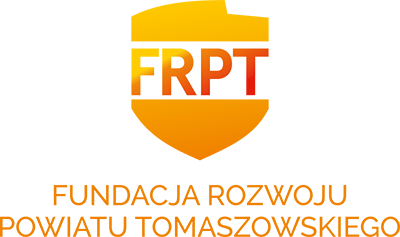 FRPT
FUNDACJA ROZWOJU
POWIATU TOMASZOWSKIEGO